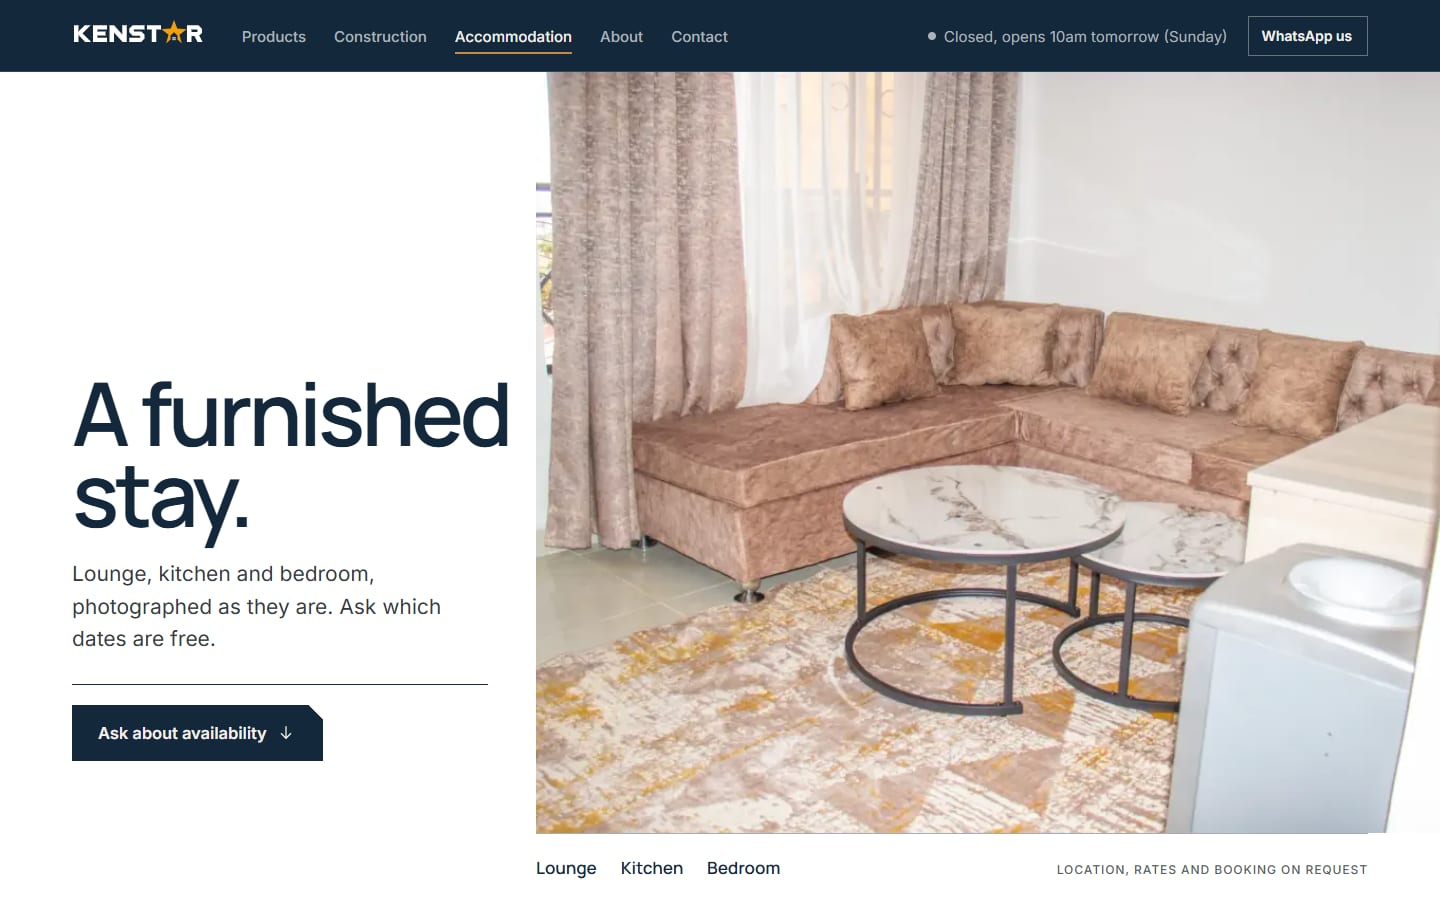 KENSTAR
Products
Construction
Accommodation
About
Contact
Closed, opens 10am tomorrow (Sunday)
WhatsApp us
A furnished
stay.
Lounge, kitchen and bedroom,
photographed as they are. Ask which
dates are free.
Ask about availability ↓
Lounge
Kitchen
Bedroom
LOCATION, RATES AND BOOKING ON REQUEST